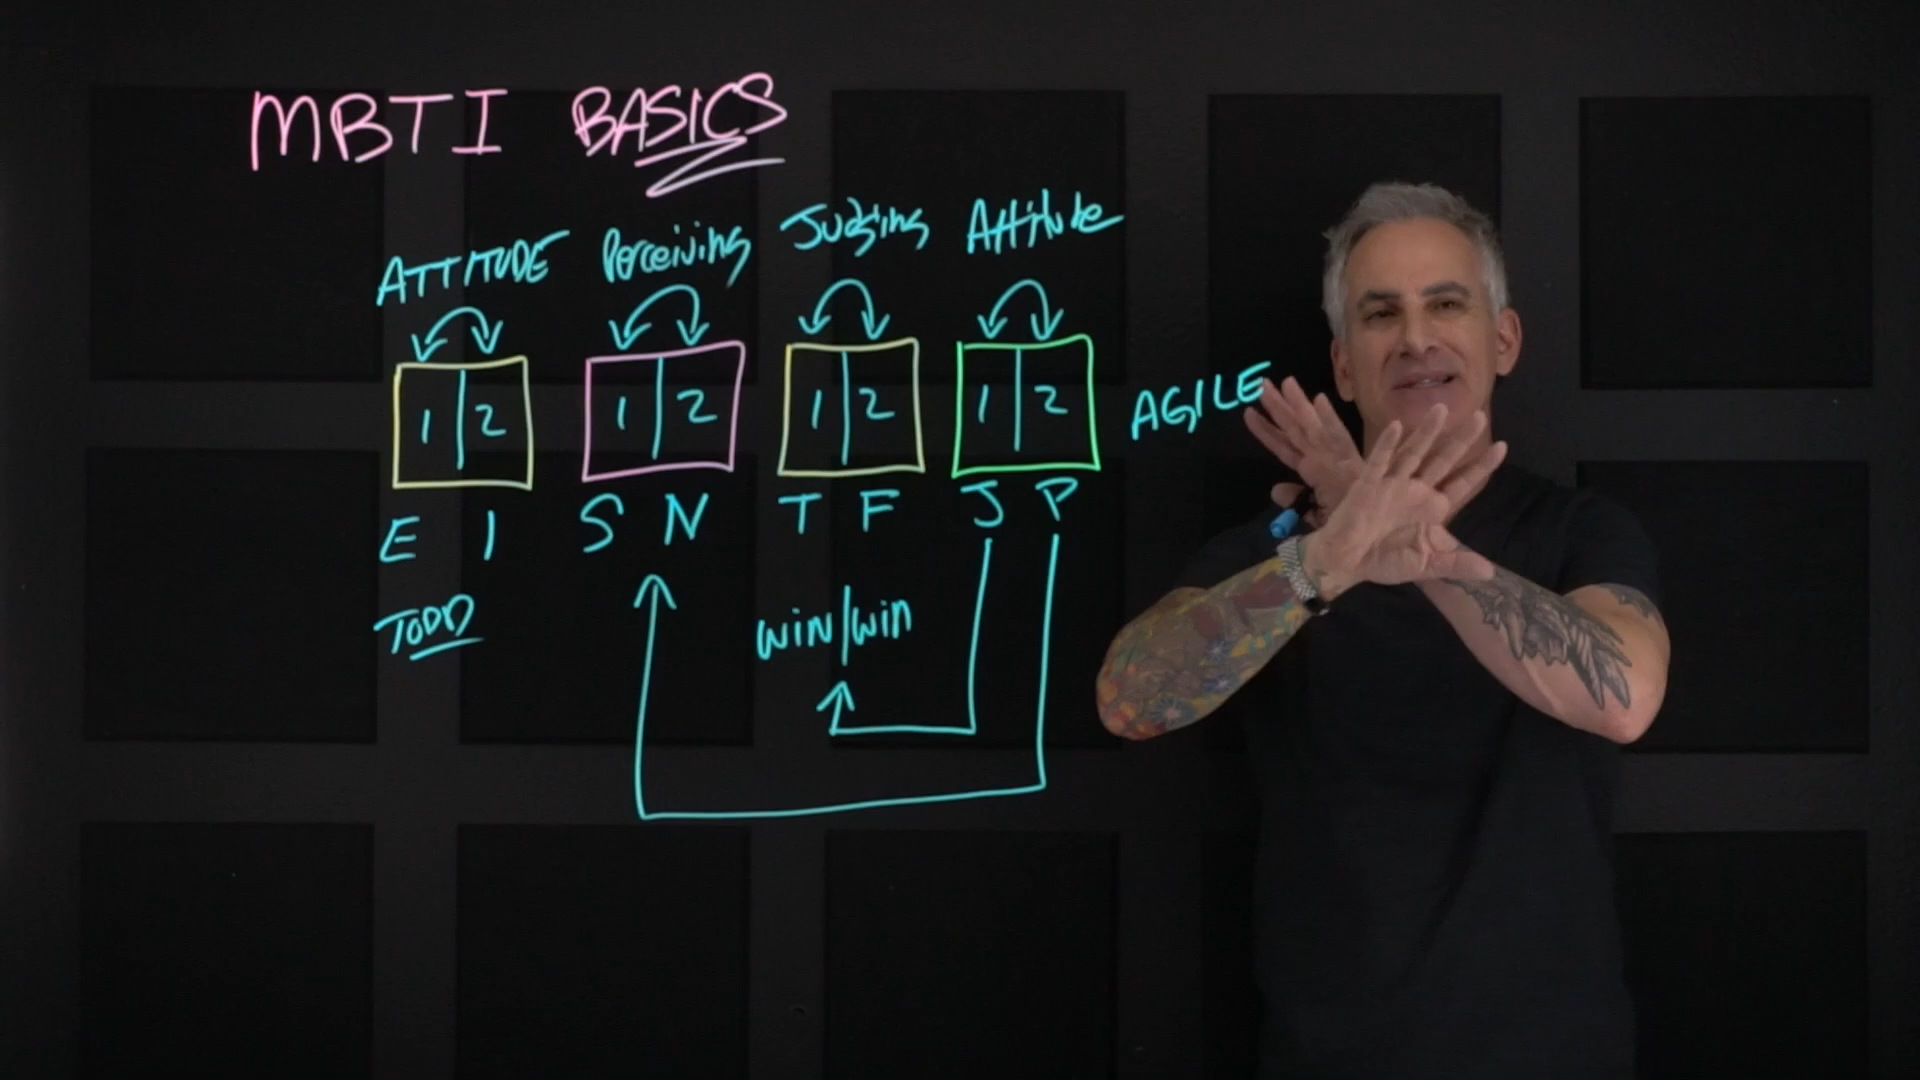 MBTI BASICS
ATTITUDE Perceiving Judging Attitude
1 2 1 2 1 2 1 2 AGILE
E I S N T F J P
TODD win/win